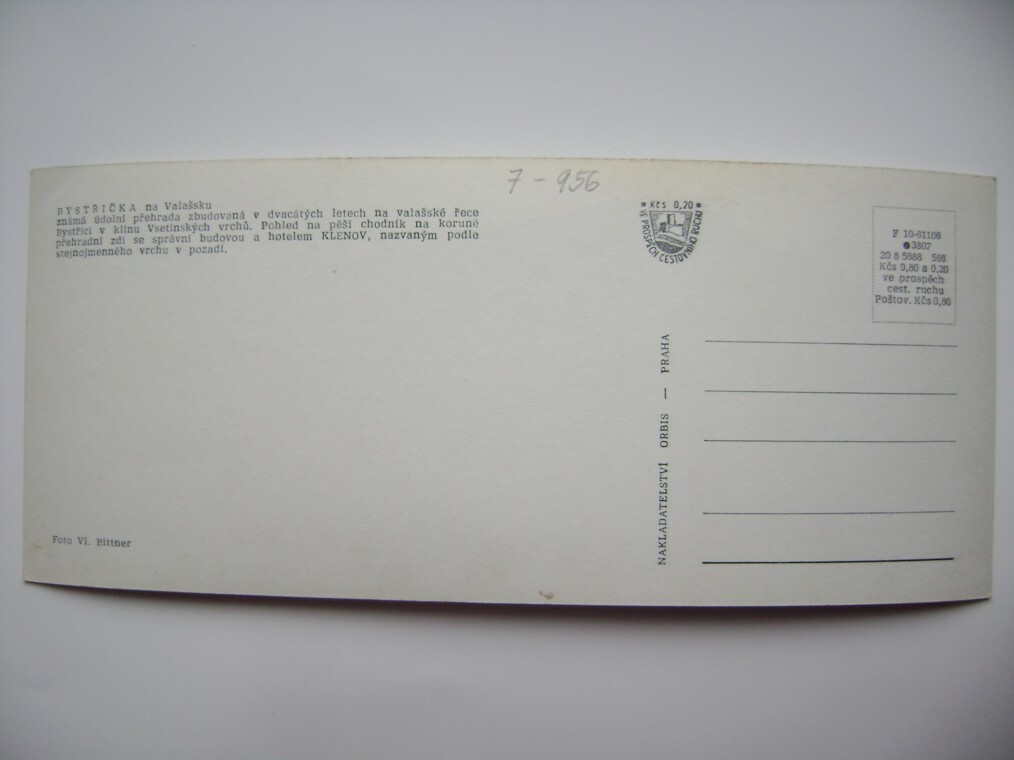 7 - 956
BYSTŘIČKA na Valašsku
známá údolní přehrada zbudovaná v dvacátých letech na valašské řece
Bystřici v klínu Vsetínských vrchů. Pohled na pěší chodník na koruně
přehradní zdi se správní budovou a hotelem KLENOV, nazvaným podle
stejnojmenného vrchu v pozadí.
Foto Vl. Bittner
* Kčs 0,20 *
VE PROSPĚCH CESTOVNÍHO RUCHU
NAKLADATELSTVÍ ORBIS — PRAHA
F 10-61108
3807
20 8 5688 588
Kčs 0,80 a 0,20
ve prospěch
cest. ruchu
Poštov. Kčs 0,60